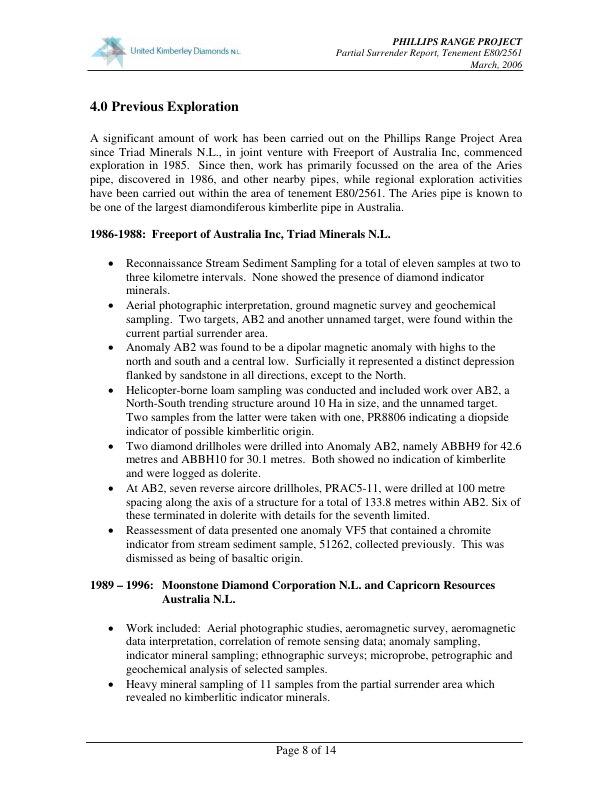 United Kimberley Diamonds N.L.
PHILLIPS RANGE PROJECT
Partial Surrender Report, Tenement E80/2561
March, 2006
4.0 Previous Exploration
A significant amount of work has been carried out on the Phillips Range Project Area
since Triad Minerals N.L., in joint venture with Freeport of Australia Inc, commenced
exploration in 1985.  Since then, work has primarily focussed on the area of the Aries
pipe, discovered in 1986, and other nearby pipes, while regional exploration activities
have been carried out within the area of tenement E80/2561. The Aries pipe is known to
be one of the largest diamondiferous kimberlite pipe in Australia.
1986-1988:  Freeport of Australia Inc, Triad Minerals N.L.
• Reconnaissance Stream Sediment Sampling for a total of eleven samples at two to
three kilometre intervals.  None showed the presence of diamond indicator
minerals.
• Aerial photographic interpretation, ground magnetic survey and geochemical
sampling.  Two targets, AB2 and another unnamed target, were found within the
current partial surrender area.
• Anomaly AB2 was found to be a dipolar magnetic anomaly with highs to the
north and south and a central low.  Surficially it represented a distinct depression
flanked by sandstone in all directions, except to the North.
• Helicopter-borne loam sampling was conducted and included work over AB2, a
North-South trending structure around 10 Ha in size, and the unnamed target.
Two samples from the latter were taken with one, PR8806 indicating a diopside
indicator of possible kimberlitic origin.
• Two diamond drillholes were drilled into Anomaly AB2, namely ABBH9 for 42.6
metres and ABBH10 for 30.1 metres.  Both showed no indication of kimberlite
and were logged as dolerite.
• At AB2, seven reverse aircore drillholes, PRAC5-11, were drilled at 100 metre
spacing along the axis of a structure for a total of 133.8 metres within AB2. Six of
these terminated in dolerite with details for the seventh limited.
• Reassessment of data presented one anomaly VF5 that contained a chromite
indicator from stream sediment sample, 51262, collected previously.  This was
dismissed as being of basaltic origin.
1989 – 1996:  Moonstone Diamond Corporation N.L. and Capricorn Resources
Australia N.L.
• Work included:  Aerial photographic studies, aeromagnetic survey, aeromagnetic
data interpretation, correlation of remote sensing data; anomaly sampling,
indicator mineral sampling; ethnographic surveys; microprobe, petrographic and
geochemical analysis of selected samples.
• Heavy mineral sampling of 11 samples from the partial surrender area which
revealed no kimberlitic indicator minerals.
Page 8 of 14